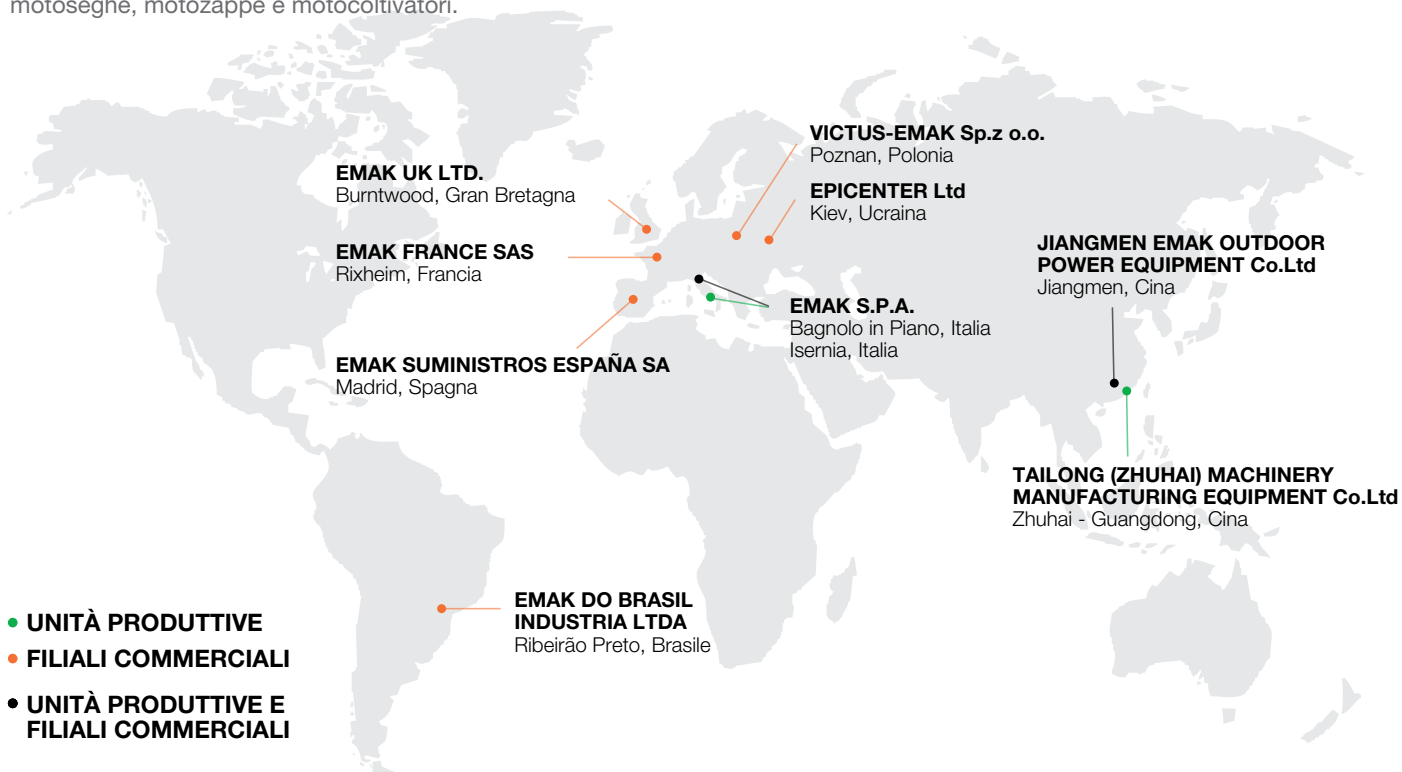 motoseghe, motozappe e motocoltivatori.
VICTUS-EMAK Sp.z o.o.
Poznan, Polonia
EMAK UK LTD.
Burntwood, Gran Bretagna
EPICENTER Ltd
Kiev, Ucraina
EMAK FRANCE SAS
Rixheim, Francia
JIANGMEN EMAK OUTDOOR
POWER EQUIPMENT Co.Ltd
Jiangmen, Cina
EMAK S.P.A.
Bagnolo in Piano, Italia
Isernia, Italia
EMAK SUMINISTROS ESPAÑA SA
Madrid, Spagna
TAILONG (ZHUHAI) MACHINERY
MANUFACTURING EQUIPMENT Co.Ltd
Zhuhai - Guangdong, Cina
EMAK DO BRASIL
INDUSTRIA LTDA
Ribeirão Preto, Brasile
UNITÀ PRODUTTIVE
FILIALI COMMERCIALI
UNITÀ PRODUTTIVE E
FILIALI COMMERCIALI